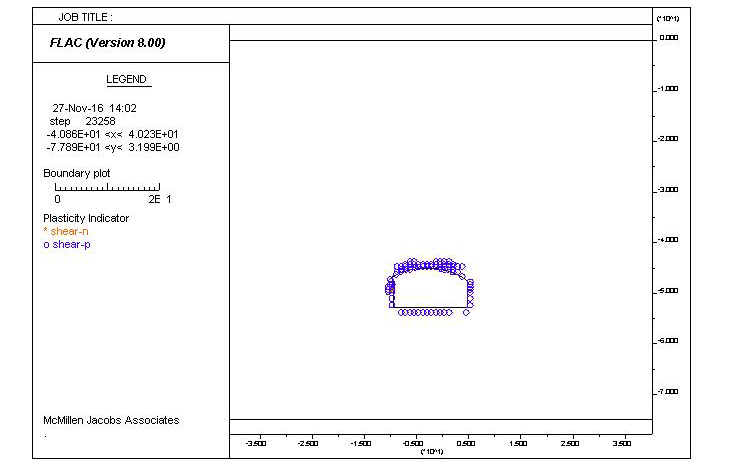 JOB TITLE :
FLAC (Version 8.00)
LEGEND
27-Nov-16 14:02
step 23258
-4.086E+01 <x< 4.023E+01
-7.789E+01 <y< 3.199E+00
Boundary plot
0 2E 1
Plasticity Indicator
* shear-n
o shear-p
McMillen Jacobs Associates
(*10^1)
0.000
-1.000
-2.000
-3.000
-4.000
-5.000
-6.000
-7.000
-3.500 -2.500 -1.500 -0.500 0.500 1.500 2.500 3.500
(*10^1)